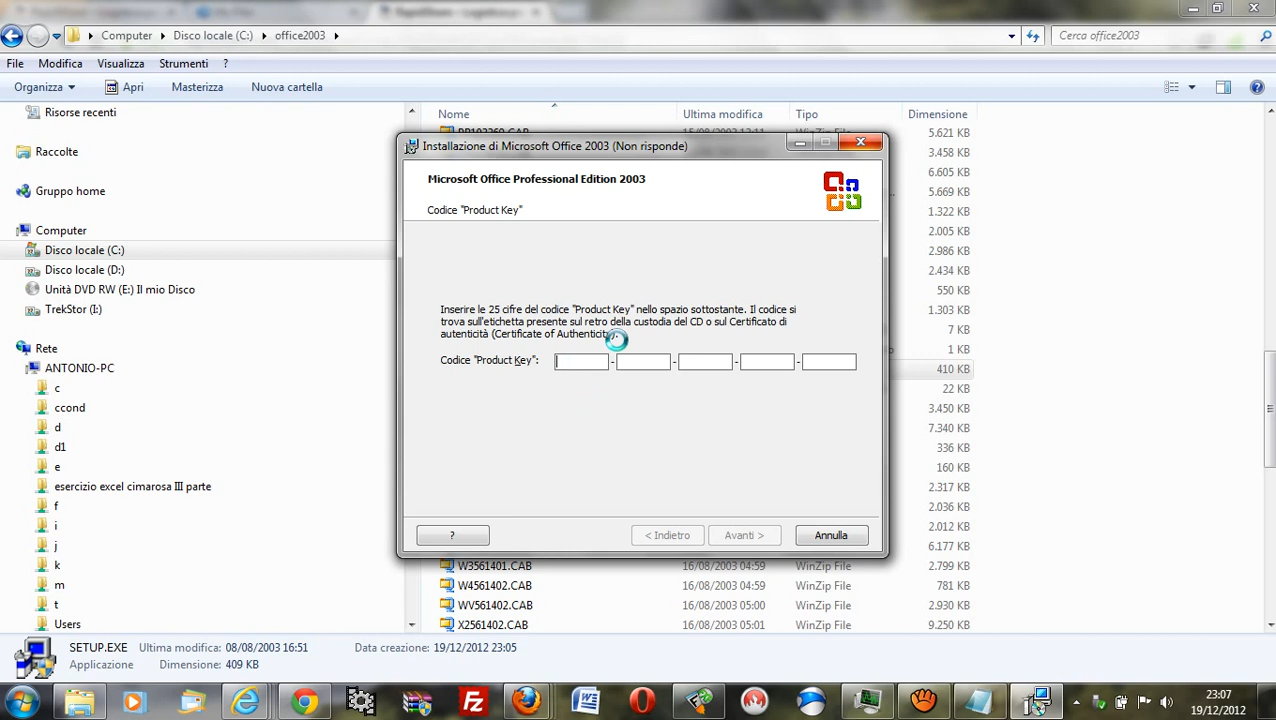 Computer Disco locale (C:) office2003 Cerca office2003
File Modifica Visualizza Strumenti ?
Organizza Apri Masterizza Nuova cartella
Risorse recenti
Raccolte
Gruppo home
Computer
Disco locale (C:)
Disco locale (D:)
Unità DVD RW (E:) Il mio Disco
TrekStor (I:)
Rete
ANTONIO-PC
c
ccond
d
d1
e
esercizio excel cimarosa III parte
f
i
j
k
m
t
Users
Nome Ultima modifica Tipo Dimensione
5.621 KB
3.458 KB
6.605 KB
5.669 KB
1.322 KB
2.005 KB
2.986 KB
2.434 KB
550 KB
1.303 KB
7 KB
1 KB
410 KB
22 KB
3.450 KB
7.340 KB
336 KB
160 KB
2.317 KB
2.036 KB
2.012 KB
6.177 KB
W3561401.CAB 16/08/2003 04:59 WinZip File 2.799 KB
W4561402.CAB 16/08/2003 04:59 WinZip File 781 KB
WV561402.CAB 16/08/2003 05:00 WinZip File 2.930 KB
X2561402.CAB 16/08/2003 05:01 WinZip File 9.250 KB
Installazione di Microsoft Office 2003 (Non risponde)
Microsoft Office Professional Edition 2003
Codice "Product Key"
Inserire le 25 cifre del codice "Product Key" nello spazio sottostante. Il codice si
trova sull'etichetta presente sul retro della custodia del CD o sul Certificato di
autenticità (Certificate of Authenticit
Codice "Product Key": - - - -
? < Indietro Avanti > Annulla
SETUP.EXE Ultima modifica: 08/08/2003 16:51 Data creazione: 19/12/2012 23:05
Applicazione Dimensione: 409 KB
23:07
19/12/2012